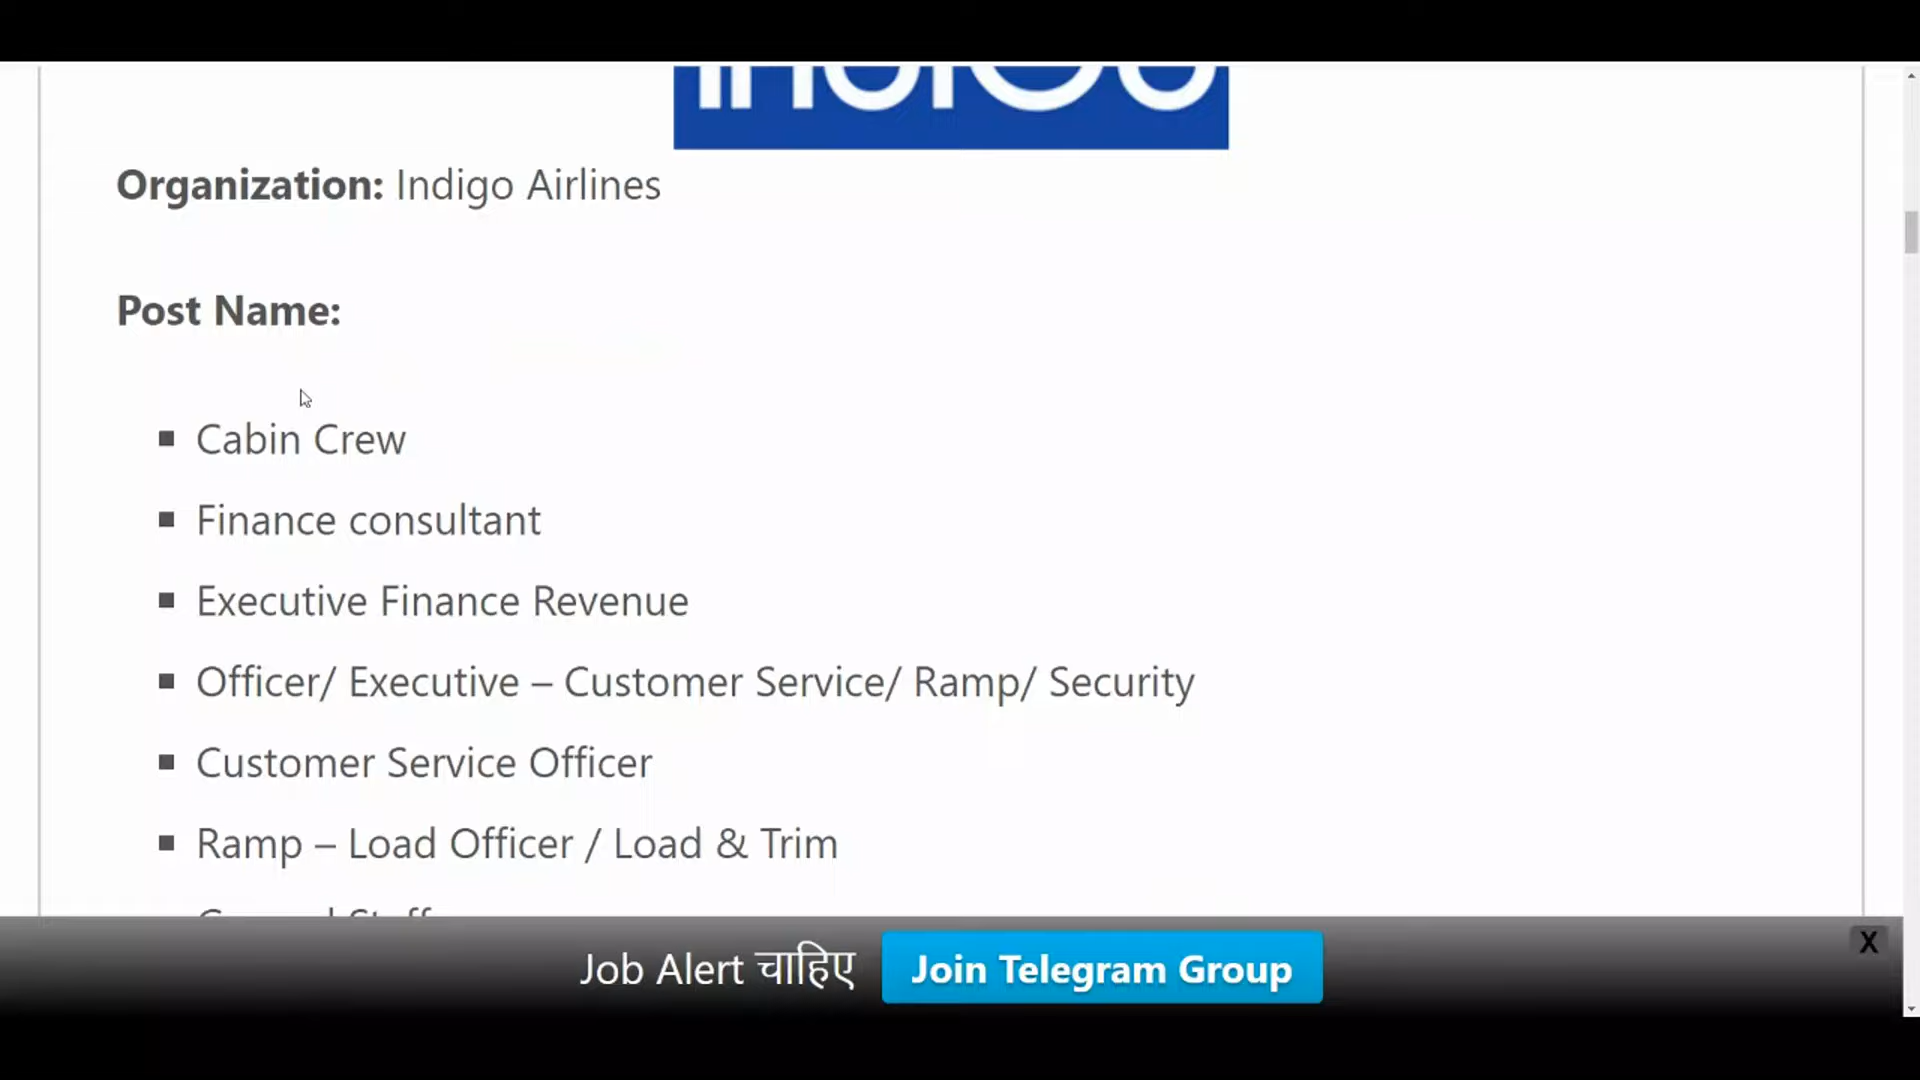 IndiGo
Organization: Indigo Airlines
Post Name:
Cabin Crew
Finance consultant
Executive Finance Revenue
Officer/ Executive – Customer Service/ Ramp/ Security
Customer Service Officer
Ramp – Load Officer / Load & Trim
Job Alert चाहिए
Join Telegram Group
X